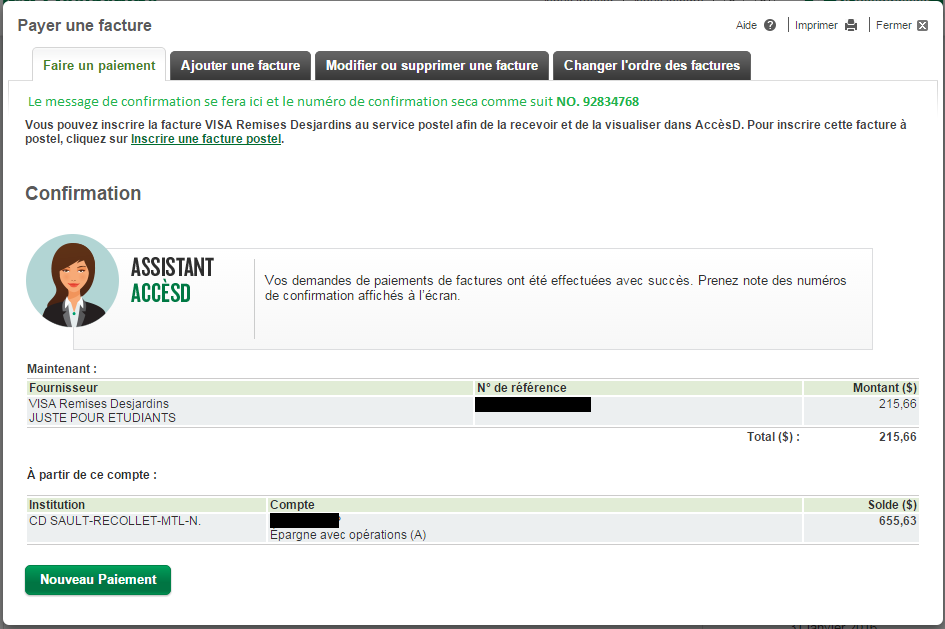 Payer une facture
Aide ? Imprimer Fermer
Faire un paiement
Ajouter une facture
Modifier ou supprimer une facture
Changer l'ordre des factures
Le message de confirmation se fera ici et le numéro de confirmation seca comme suit NO. 92834768
Vous pouvez inscrire la facture VISA Remises Desjardins au service postel afin de la recevoir et de la visualiser dans AccèsD. Pour inscrire cette facture à
postel, cliquez sur Inscrire une facture postel.
Confirmation
ASSISTANT
ACCÈSD
Vos demandes de paiements de factures ont été effectuées avec succès. Prenez note des numéros
de confirmation affichés à l'écran.
Maintenant :
Fournisseur N° de référence Montant ($)
VISA Remises Desjardins 215,66
JUSTE POUR ETUDIANTS
Total ($) : 215,66
À partir de ce compte :
Institution Compte Solde ($)
CD SAULT-RECOLLET-MTL-N. 655,63
Épargne avec opérations (A)
Nouveau Paiement